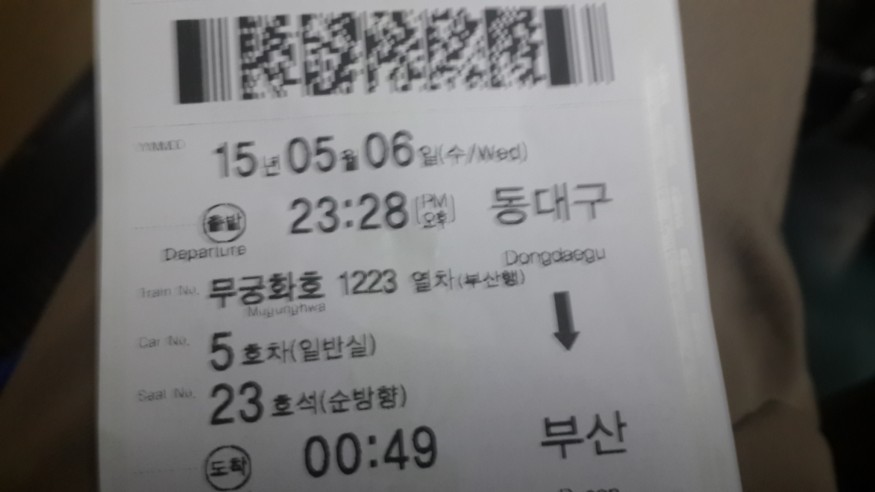 YYMMDD 15년 05월 06일(수/Wed)
출발 23:28 [PM 오후] 동대구
Departure Dongdaegu
Train No. 무궁화호 1223 열차(부산행)
Mugunghwa
Car No. 5호차(일반실)
Seat No. 23호석(순방향)
도착 00:49 부산